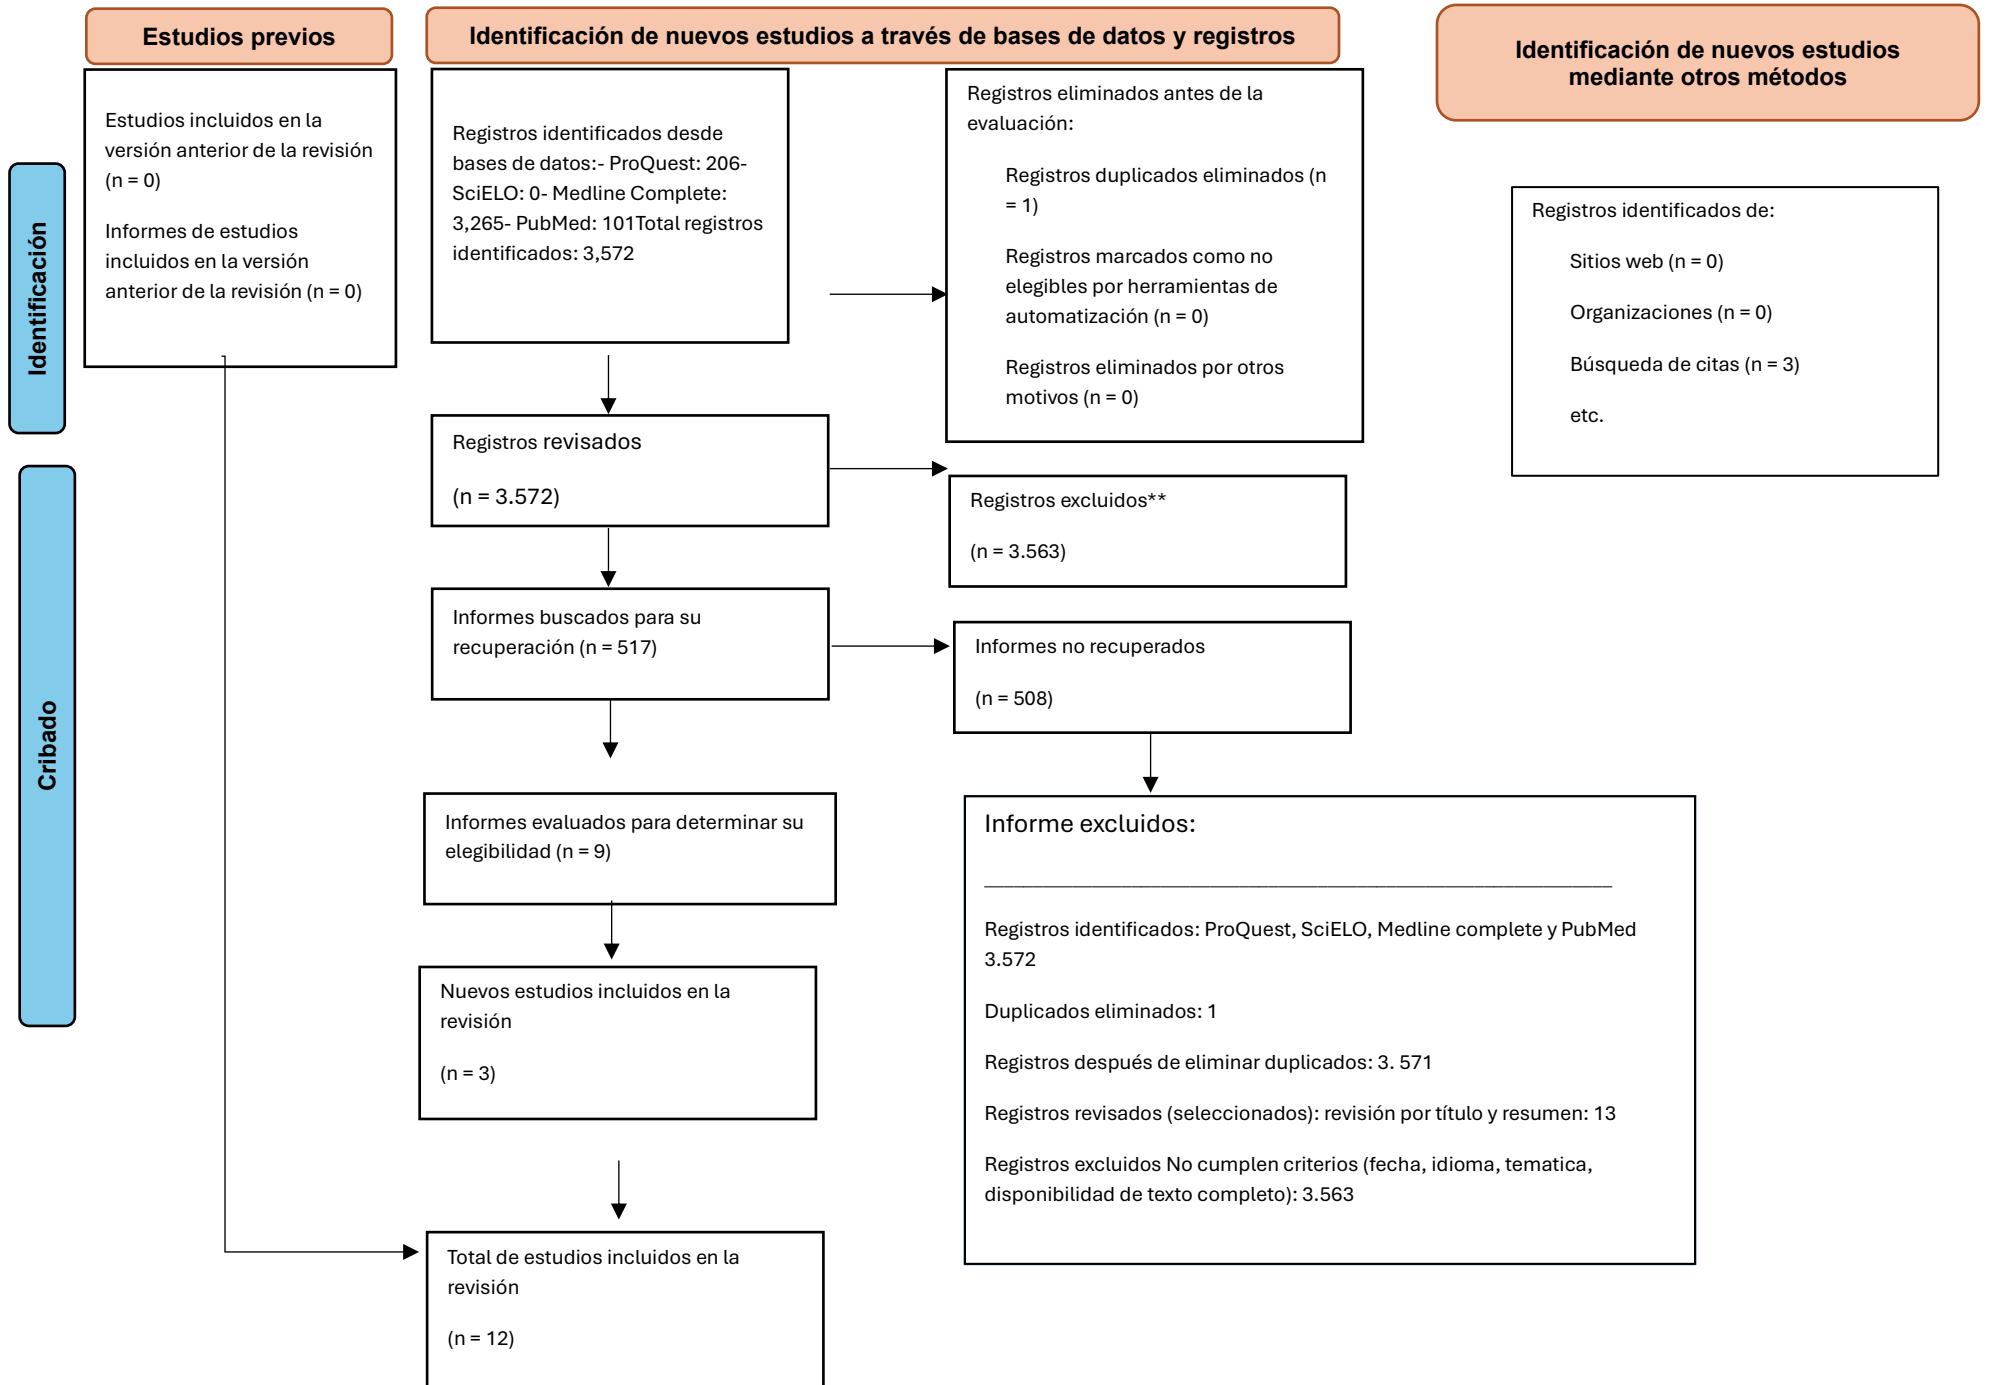 Estudios previos
Identificación de nuevos estudios a través de bases de datos y registros
Identificación de nuevos estudios
mediante otros métodos
Identificación
Estudios incluidos en la
versión anterior de la revisión
(n = 0)
Informes de estudios
incluidos en la versión
anterior de la revisión (n = 0)
Registros identificados desde
bases de datos:- ProQuest: 206-
SciELO: 0- Medline Complete:
3,265- PubMed: 101Total registros
identificados: 3,572
Registros eliminados antes de la
evaluación:
Registros duplicados eliminados (n
= 1)
Registros marcados como no
elegibles por herramientas de
automatización (n = 0)
Registros eliminados por otros
motivos (n = 0)
Registros identificados de:
Sitios web (n = 0)
Organizaciones (n = 0)
Búsqueda de citas (n = 3)
etc.
Cribado
Registros revisados
(n = 3.572)
Registros excluidos**
(n = 3.563)
Informes buscados para su
recuperación (n = 517)
Informes no recuperados
(n = 508)
Informes evaluados para determinar su
elegibilidad (n = 9)
Informe excluidos:
Registros identificados: ProQuest, SciELO, Medline complete y PubMed
3.572
Duplicados eliminados: 1
Registros después de eliminar duplicados: 3. 571
Registros revisados (seleccionados): revisión por título y resumen: 13
Registros excluidos No cumplen criterios (fecha, idioma, tematica,
disponibilidad de texto completo): 3.563
Nuevos estudios incluidos en la
revisión
(n = 3)
Total de estudios incluidos en la
revisión
(n = 12)